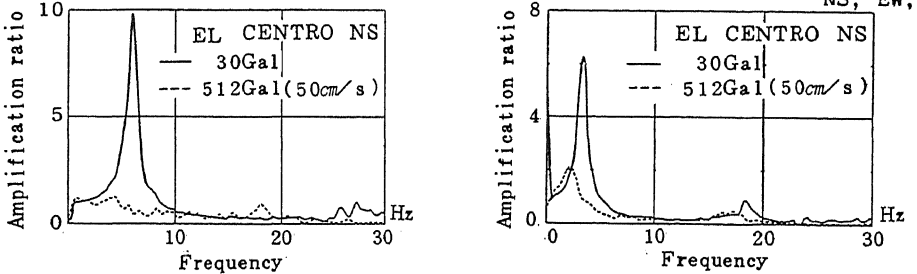 NS, EW,
10
5
0
10
20
30
Hz
Amplification ratio
Frequency
EL CENTRO NS
30Gal
512Gal(50cm/s)
8
4
0
0
10
20
30
Hz
Amplification ratio
Frequency
EL CENTRO NS
30Gal
512Gal(50cm/s)